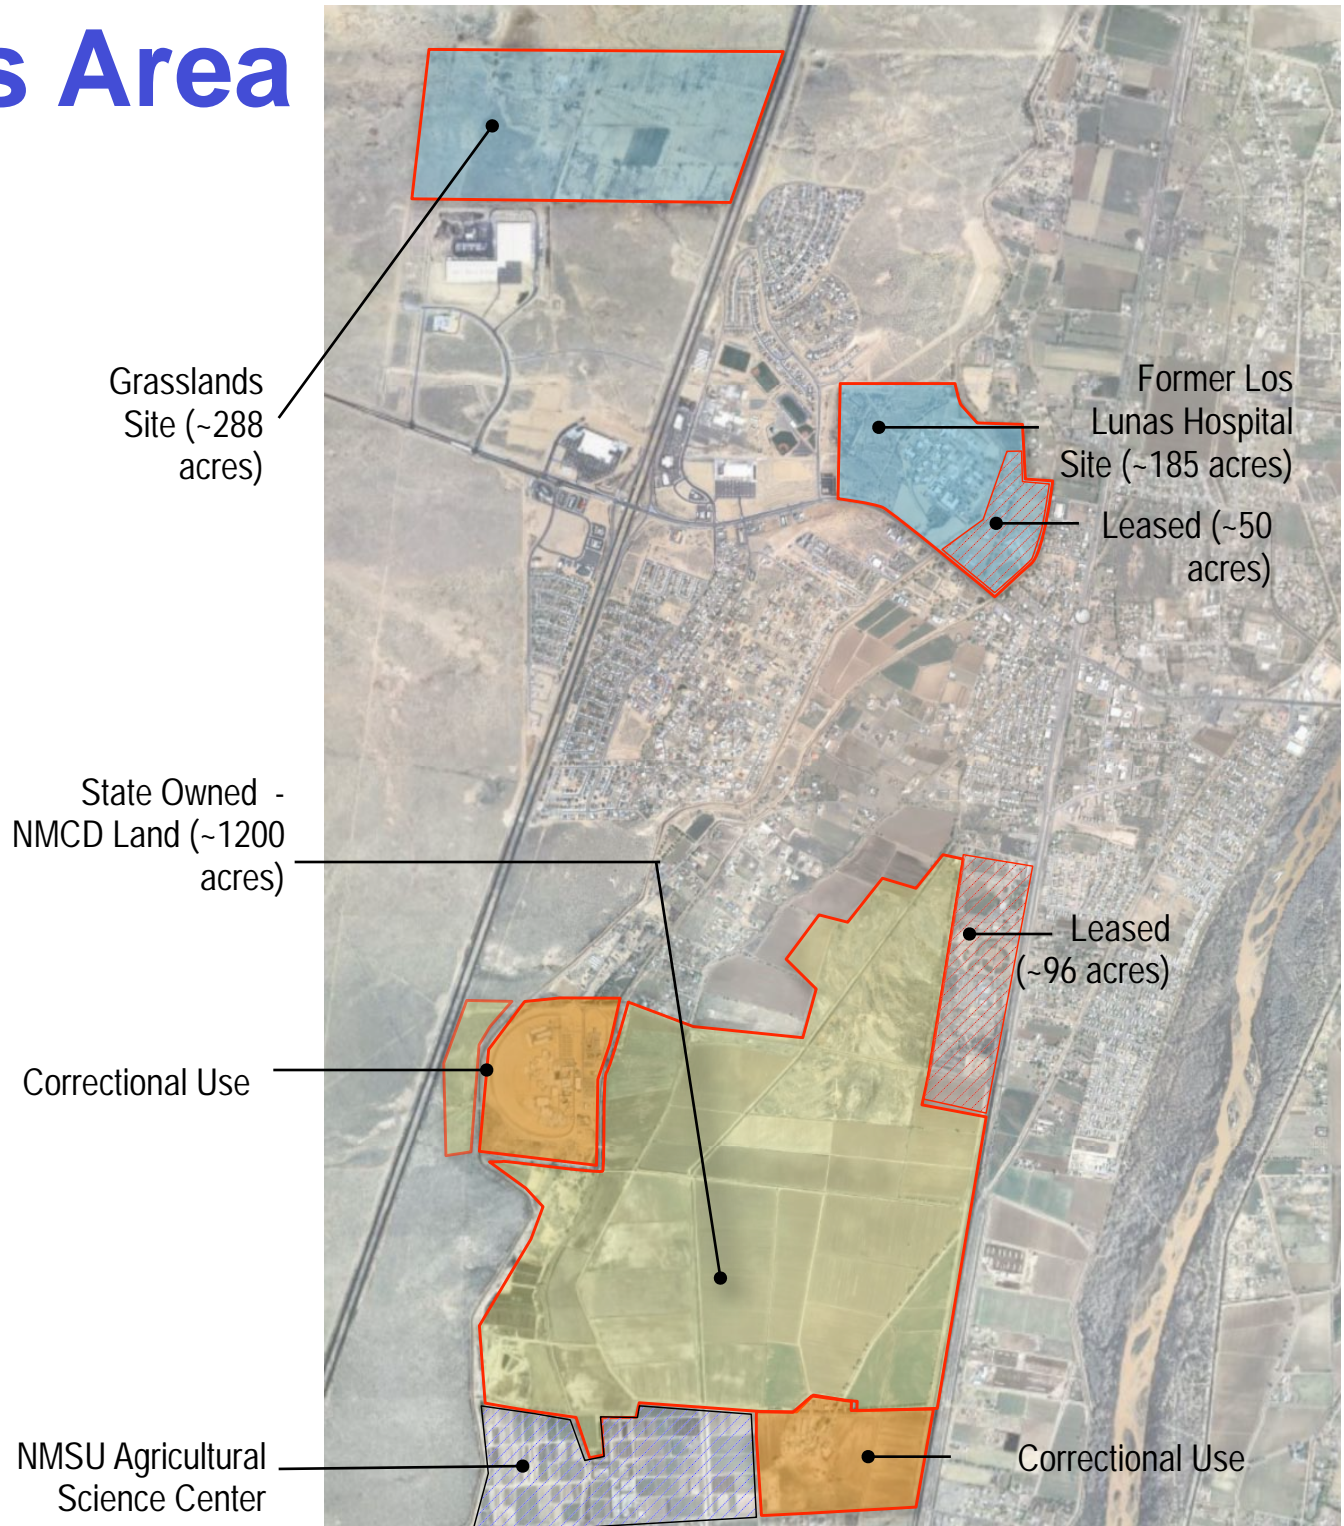 s Area
Grasslands
Site (~288
acres)
Former Los
Lunas Hospital
Site (~185 acres)
Leased (~50
acres)
State Owned -
NMCD Land (~1200
acres)
Leased
(~96 acres)
Correctional Use
NMSU Agricultural
Science Center
Correctional Use